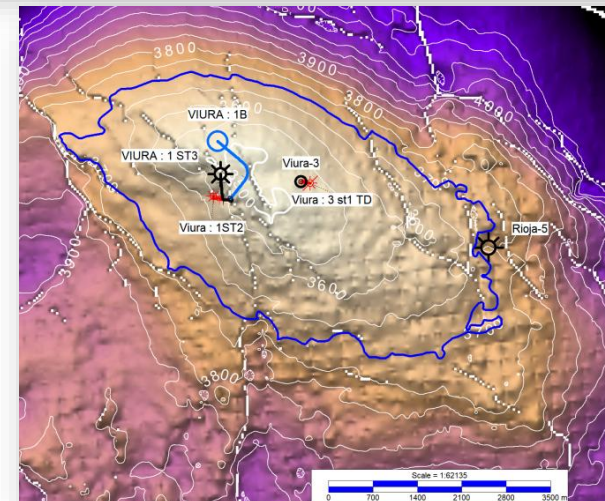 3800
3900
3800
4000
VIURA : 1B
VIURA : 1 ST3
Viura-3
Viura : 3 st1 TD
Viura : 1ST2
Rioja-5
3900
3600
3800
Scale = 1:62135
0 700 1400 2100 2800 3500 m